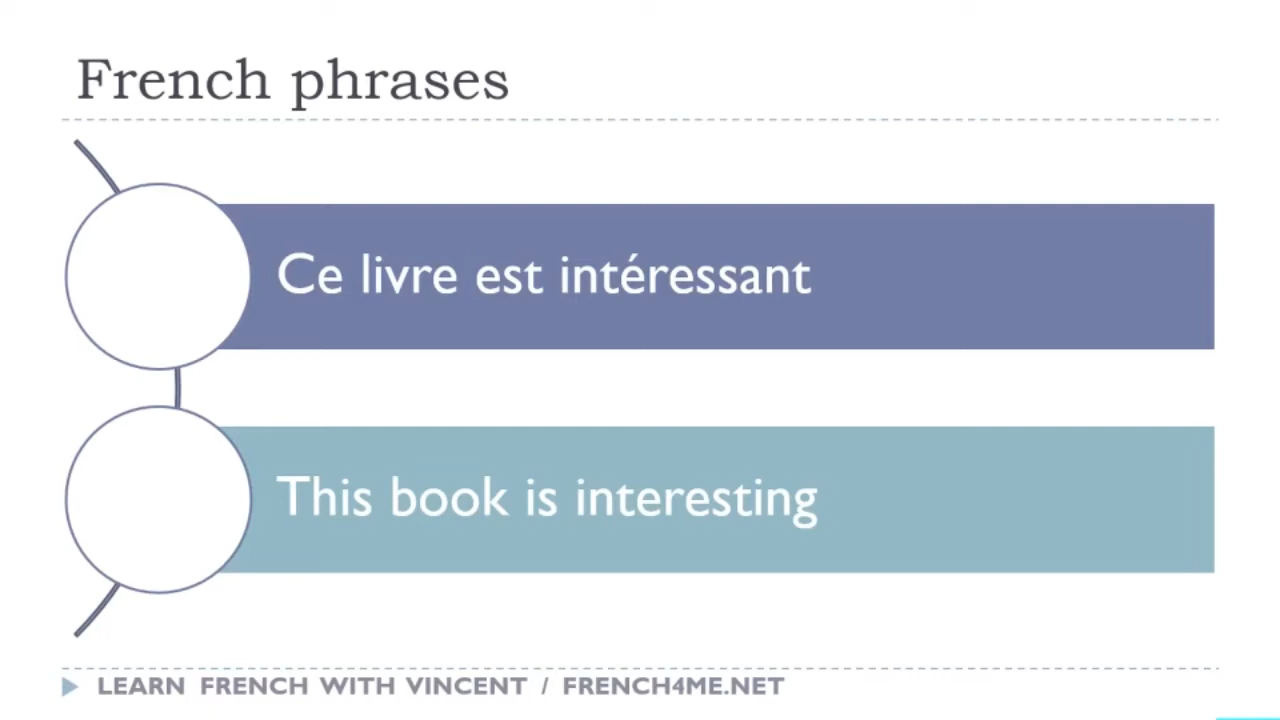 French phrases
Ce livre est intéressant
This book is interesting
LEARN FRENCH WITH VINCENT / FRENCH4ME.NET